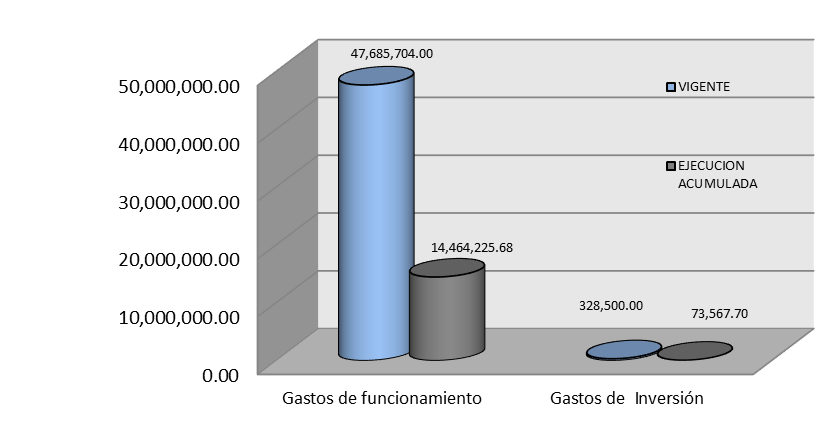 47,685,704.00
50,000,000.00
VIGENTE
40,000,000.00
EJECUCION
ACUMULADA
30,000,000.00
14,464,225.68
20,000,000.00
328,500.00
73,567.70
10,000,000.00
0.00
Gastos de funcionamiento
Gastos de  Inversión